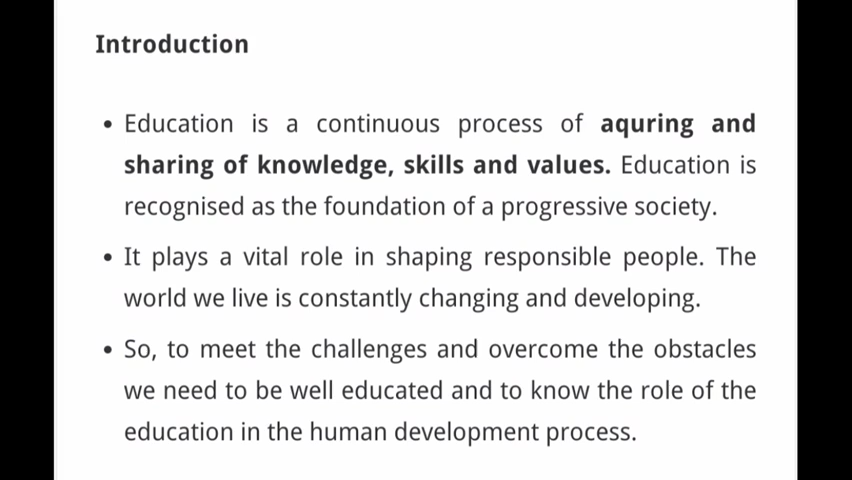 Introduction
• Education is a continuous process of aquring and
sharing of knowledge, skills and values. Education is
recognised as the foundation of a progressive society.
• It plays a vital role in shaping responsible people. The
world we live is constantly changing and developing.
• So, to meet the challenges and overcome the obstacles
we need to be well educated and to know the role of the
education in the human development process.